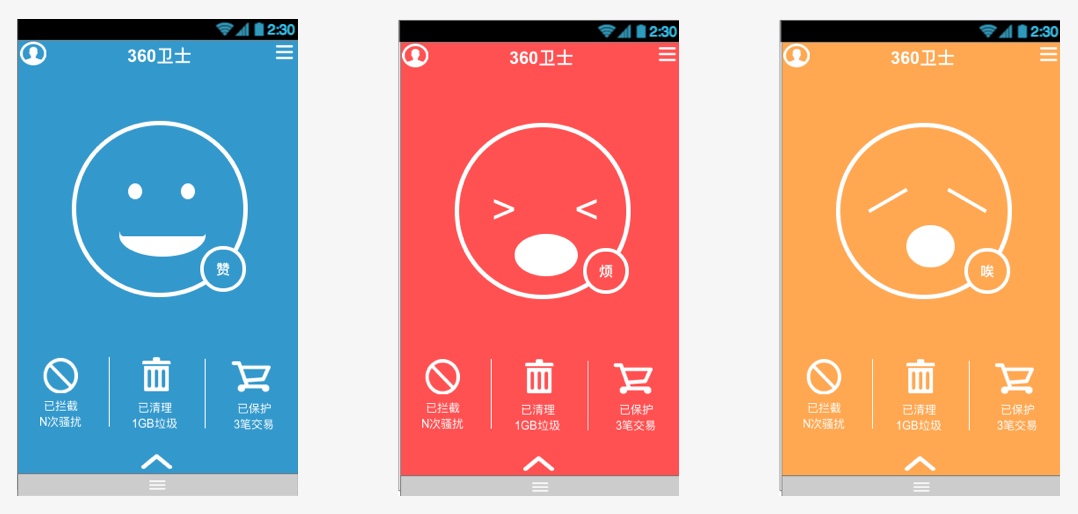 2:30
360卫士
赞
已拦截
N次骚扰
已清理
1GB垃圾
已保护
3笔交易
2:30
360卫士
烦
已拦截
N次骚扰
已清理
1GB垃圾
已保护
3笔交易
2:30
360卫士
唉
已拦截
N次骚扰
已清理
1GB垃圾
已保护
3笔交易